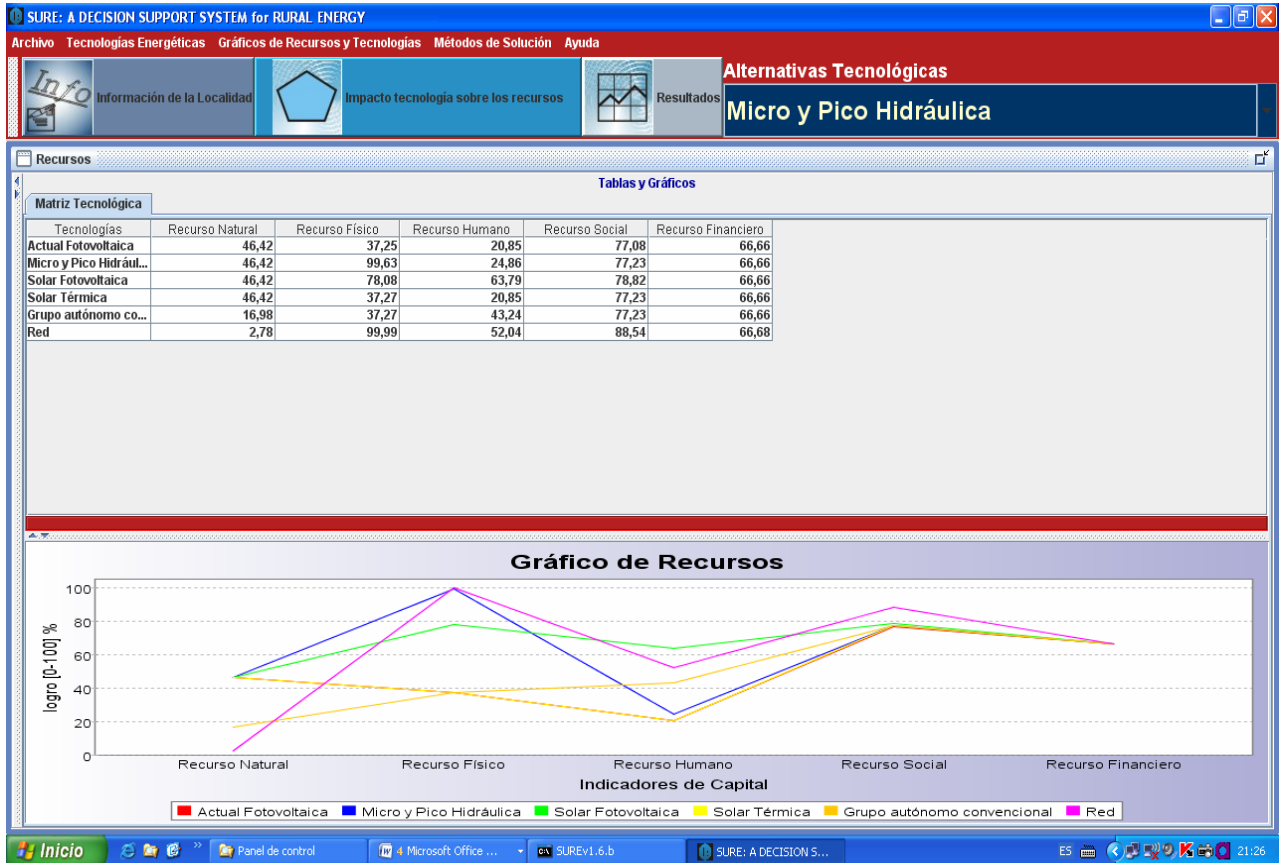 SURE: A DECISION SUPPORT SYSTEM for RURAL ENERGY
Archivo Tecnologías Energéticas Gráficos de Recursos y Tecnologías Métodos de Solución Ayuda
Info
Información de la Localidad
Impacto tecnología sobre los recursos
Resultados
Alternativas Tecnológicas
Micro y Pico Hidráulica
Recursos
Tablas y Gráficos
Matriz Tecnológica
Tecnologías Recurso Natural Recurso Físico Recurso Humano Recurso Social Recurso Financiero
Actual Fotovoltaica 46,42 37,25 20,85 77,08 66,66
Micro y Pico Hidrául... 46,42 99,63 24,86 77,23 66,66
Solar Fotovoltaica 46,42 78,08 63,79 78,82 66,66
Solar Térmica 46,42 37,27 20,85 77,23 66,66
Grupo autónomo co... 16,98 37,27 43,24 77,23 66,66
Red 2,78 99,99 52,04 88,54 66,68
Gráfico de Recursos
logro [0-100] %
100
80
60
40
20
0
Recurso Natural Recurso Físico Recurso Humano Recurso Social Recurso Financiero
Indicadores de Capital
Actual Fotovoltaica Micro y Pico Hidráulica Solar Fotovoltaica Solar Térmica Grupo autónomo convencional Red
Inicio Panel de control 4 Microsoft Office ... SUREv1.6.b SURE: A DECISION S... ES 21:26